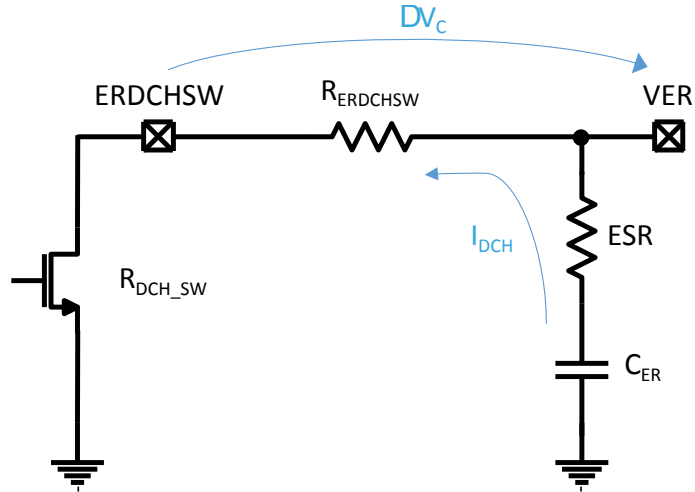 DV_C
ERDCHSW
R_ERDCHSW
VER
I_DCH
ESR
R_DCH_SW
C_ER